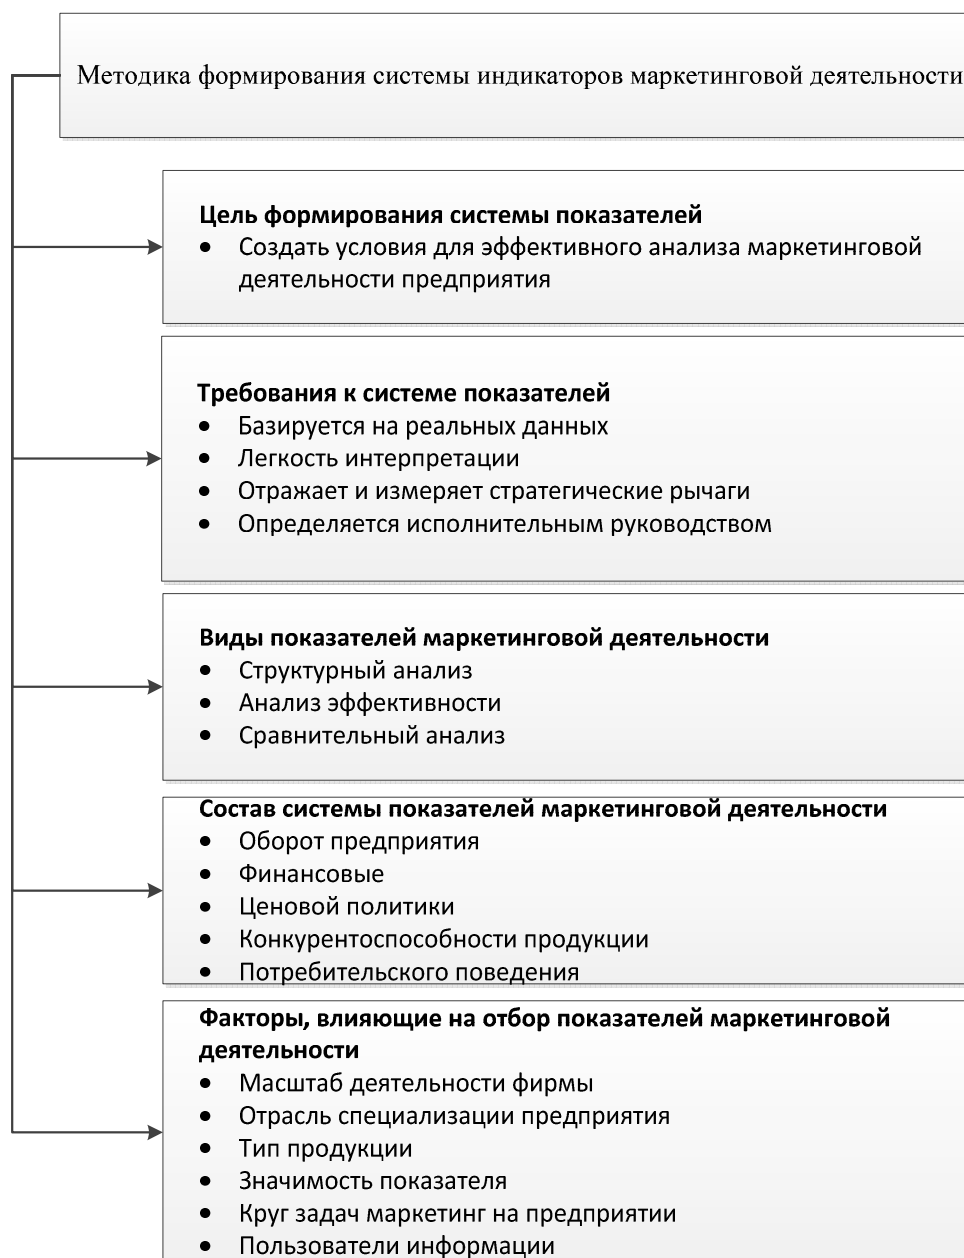 Методика формирования системы индикаторов маркетинговой деятельности
Цель формирования системы показателей
• Создать условия для эффективного анализа маркетинговой
деятельности предприятия
Требования к системе показателей
• Базируется на реальных данных
• Легкость интерпретации
• Отражает и измеряет стратегические рычаги
• Определяется исполнительным руководством
Виды показателей маркетинговой деятельности
• Структурный анализ
• Анализ эффективности
• Сравнительный анализ
Состав системы показателей маркетинговой деятельности
• Оборот предприятия
• Финансовые
• Ценовой политики
• Конкурентоспособности продукции
• Потребительского поведения
Факторы, влияющие на отбор показателей маркетинговой
деятельности
• Масштаб деятельности фирмы
• Отрасль специализации предприятия
• Тип продукции
• Значимость показателя
• Круг задач маркетинг на предприятии
• Пользователи информации